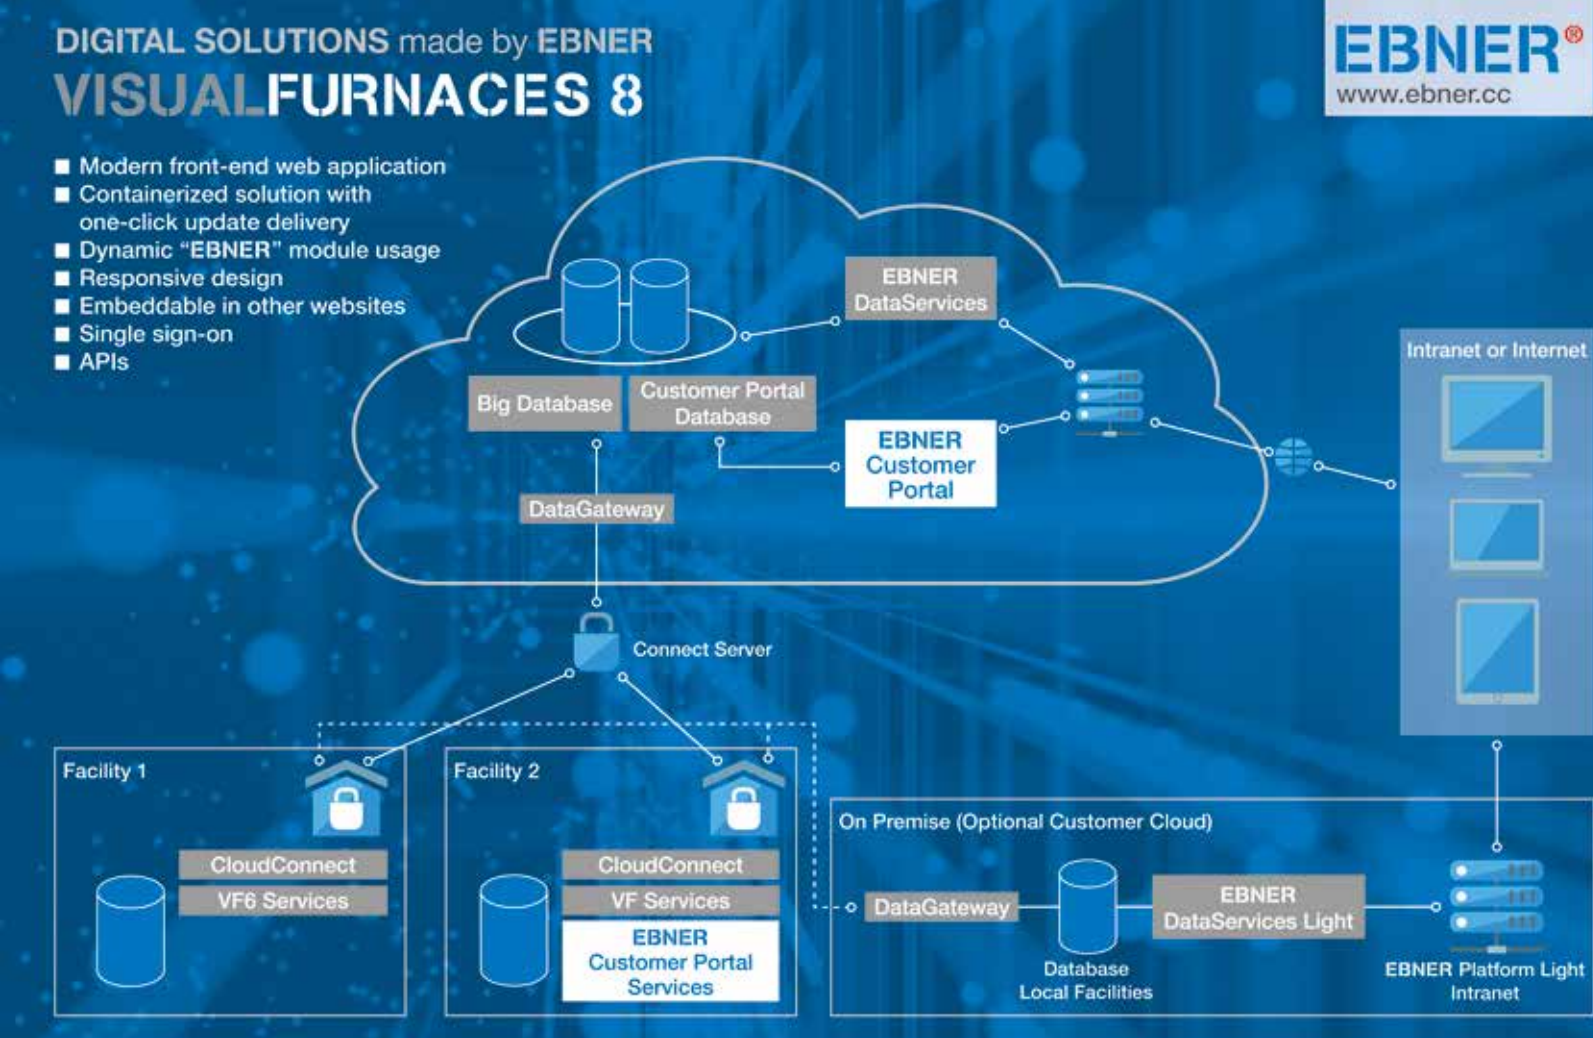 DIGITAL SOLUTIONS made by EBNER
VISUALFURNACES 8
EBNER®
www.ebner.cc
Modern front-end web application
Containerized solution with
one-click update delivery
Dynamic “EBNER” module usage
Responsive design
Embeddable in other websites
Single sign-on
APIs
EBNER
DataServices
Intranet or Internet
Big Database
Customer Portal
Database
EBNER
Customer
Portal
DataGateway
Connect Server
Facility 1
CloudConnect
VF6 Services
Facility 2
CloudConnect
VF Services
EBNER
Customer Portal
Services
On Premise (Optional Customer Cloud)
DataGateway
Database
Local Facilities
EBNER
DataServices Light
EBNER Platform Light
Intranet